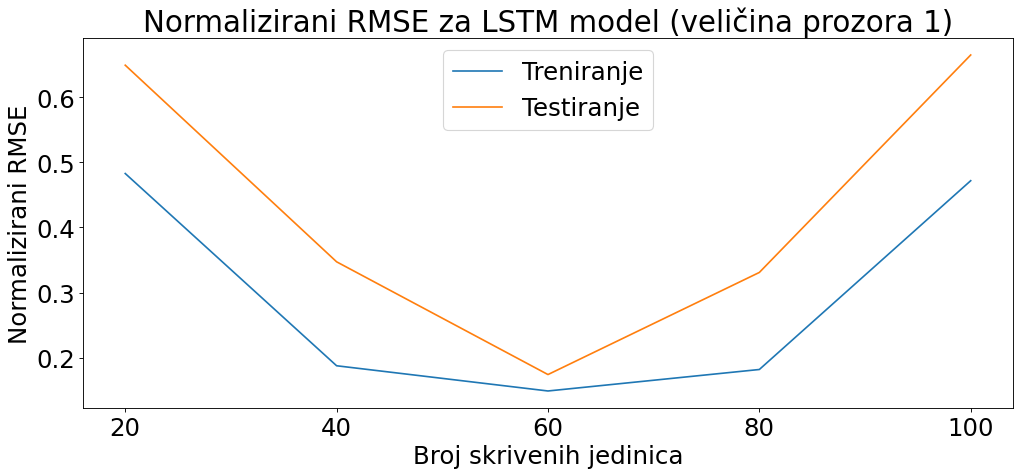 Normalizirani RMSE za LSTM model (veličina prozora 1)
Treniranje
Testiranje
Normalizirani RMSE
0.6
0.5
0.4
0.3
0.2
20 40 60 80 100
Broj skrivenih jedinica